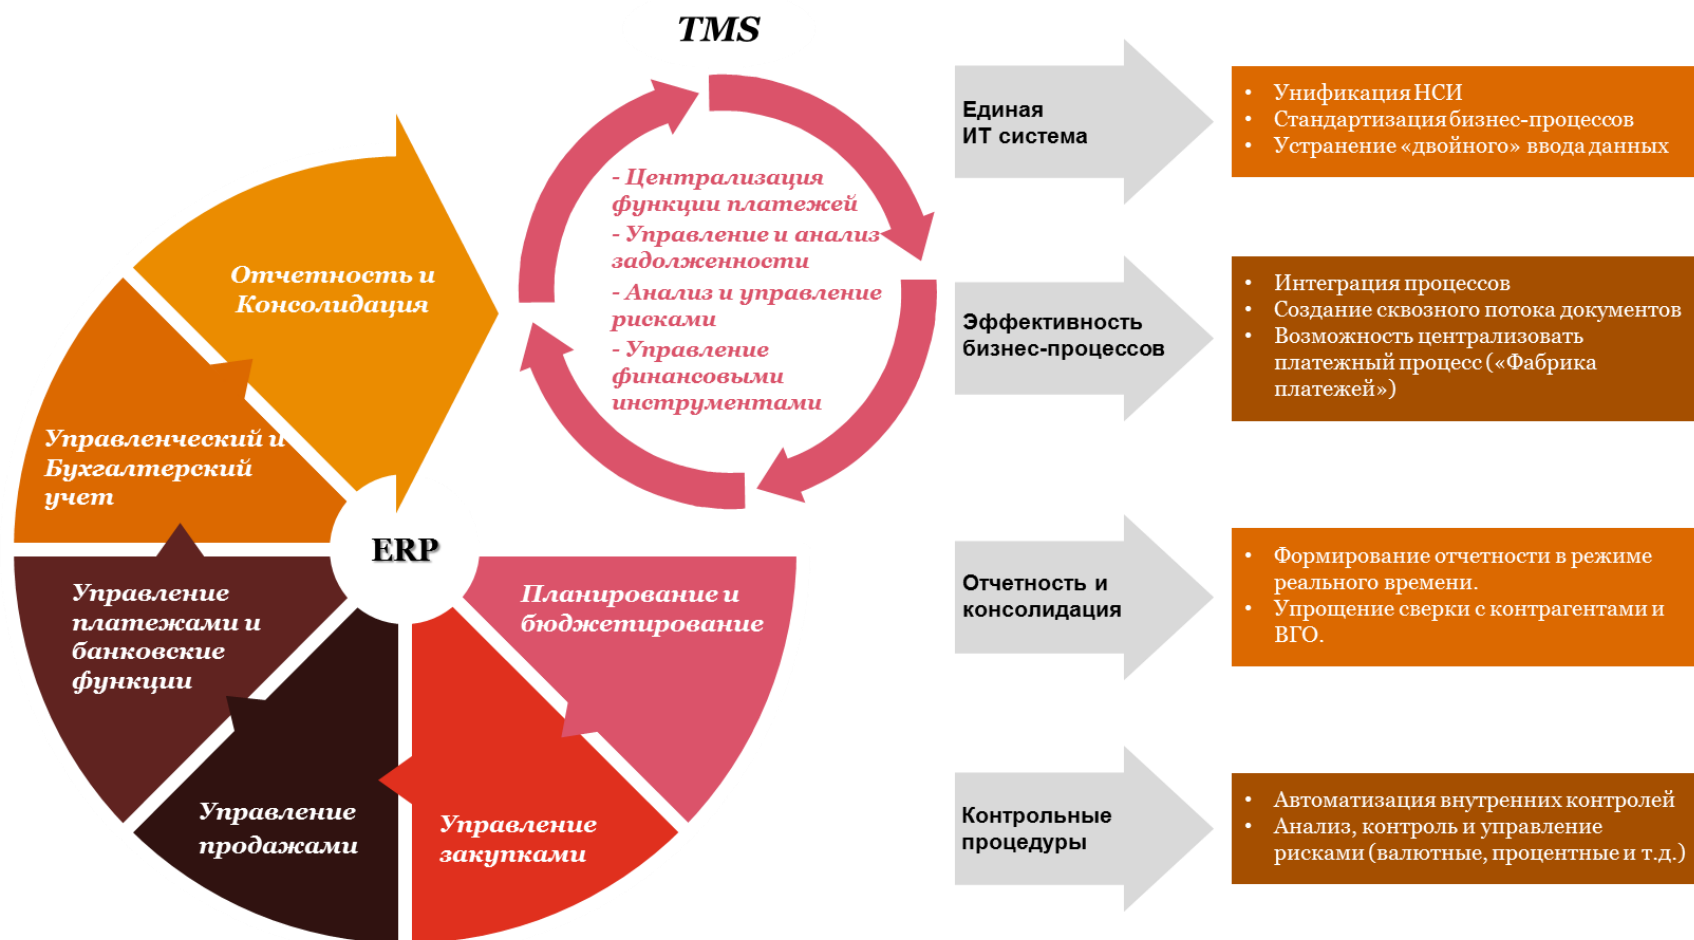 TMS
- Централизация
функции платежей
- Управление и анализ
задолженности
- Анализ и управление
рисками
- Управление
финансовыми
инструментами
Отчетность и
Консолидация
Управленческий и
Бухгалтерский
учет
ERP
Управление
платежами и
банковские
функции
Управление
продажами
Управление
закупками
Планирование и
бюджетирование
Единая
ИТ система
• Унификация НСИ
• Стандартизация бизнес-процессов
• Устранение «двойного» ввода данных
Эффективность
бизнес-процессов
• Интеграция процессов
• Создание сквозного потока документов
• Возможность централизовать
платежный процесс («Фабрика
платежей»)
Отчетность и
консолидация
• Формирование отчетности в режиме
реального времени.
• Упрощение сверки с контрагентами и
ВГО.
Контрольные
процедуры
• Автоматизация внутренних контролей
• Анализ, контроль и управление
рисками (валютные, процентные и т.д.)